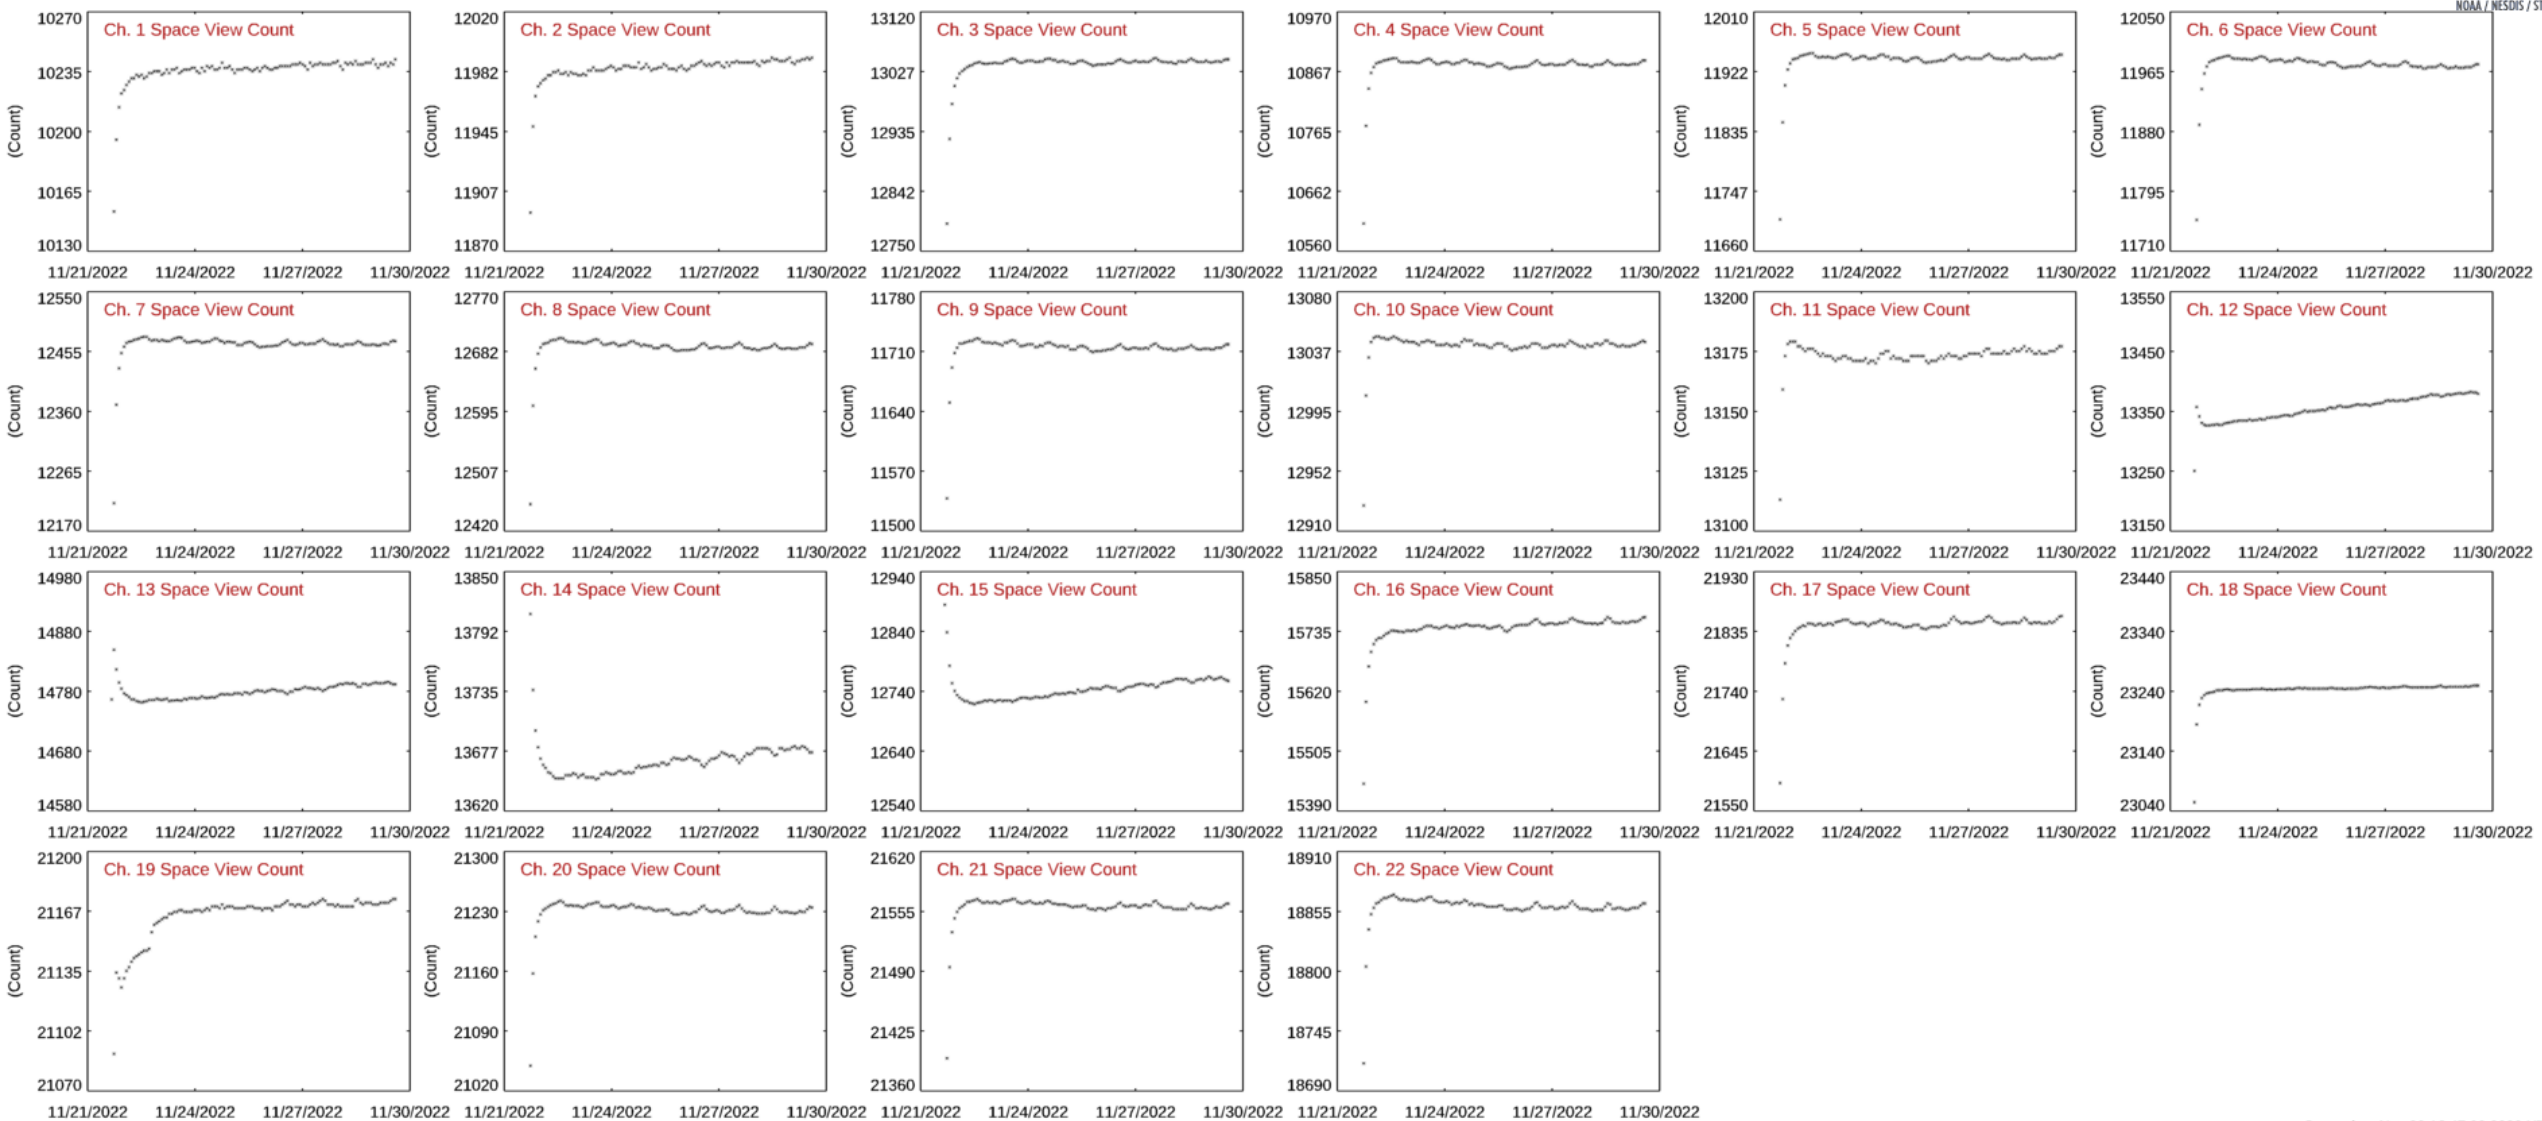 NOAA / NESDIS / ST
Ch. 1 Space View Count
(Count)
10270
10235
10200
10165
10130
11/21/2022 11/24/2022 11/27/2022 11/30/2022
Ch. 2 Space View Count
(Count)
12020
11982
11945
11907
11870
11/21/2022 11/24/2022 11/27/2022 11/30/2022
Ch. 3 Space View Count
(Count)
13120
13027
12935
12842
12750
11/21/2022 11/24/2022 11/27/2022 11/30/2022
Ch. 4 Space View Count
(Count)
10970
10867
10765
10662
10560
11/21/2022 11/24/2022 11/27/2022 11/30/2022
Ch. 5 Space View Count
(Count)
12010
11922
11835
11747
11660
11/21/2022 11/24/2022 11/27/2022 11/30/2022
Ch. 6 Space View Count
(Count)
12050
11965
11880
11795
11710
11/21/2022 11/24/2022 11/27/2022 11/30/2022
Ch. 7 Space View Count
(Count)
12550
12455
12360
12265
12170
11/21/2022 11/24/2022 11/27/2022 11/30/2022
Ch. 8 Space View Count
(Count)
12770
12682
12595
12507
12420
11/21/2022 11/24/2022 11/27/2022 11/30/2022
Ch. 9 Space View Count
(Count)
11780
11710
11640
11570
11500
11/21/2022 11/24/2022 11/27/2022 11/30/2022
Ch. 10 Space View Count
(Count)
13080
13037
12995
12952
12910
11/21/2022 11/24/2022 11/27/2022 11/30/2022
Ch. 11 Space View Count
(Count)
13200
13175
13150
13125
13100
11/21/2022 11/24/2022 11/27/2022 11/30/2022
Ch. 12 Space View Count
(Count)
13550
13450
13350
13250
13150
11/21/2022 11/24/2022 11/27/2022 11/30/2022
Ch. 13 Space View Count
(Count)
14980
14880
14780
14680
14580
11/21/2022 11/24/2022 11/27/2022 11/30/2022
Ch. 14 Space View Count
(Count)
13850
13792
13735
13677
13620
11/21/2022 11/24/2022 11/27/2022 11/30/2022
Ch. 15 Space View Count
(Count)
12940
12840
12740
12640
12540
11/21/2022 11/24/2022 11/27/2022 11/30/2022
Ch. 16 Space View Count
(Count)
15850
15735
15620
15505
15390
11/21/2022 11/24/2022 11/27/2022 11/30/2022
Ch. 17 Space View Count
(Count)
21930
21835
21740
21645
21550
11/21/2022 11/24/2022 11/27/2022 11/30/2022
Ch. 18 Space View Count
(Count)
23440
23340
23240
23140
23040
11/21/2022 11/24/2022 11/27/2022 11/30/2022
Ch. 19 Space View Count
(Count)
21200
21167
21135
21102
21070
11/21/2022 11/24/2022 11/27/2022 11/30/2022
Ch. 20 Space View Count
(Count)
21300
21230
21160
21090
21020
11/21/2022 11/24/2022 11/27/2022 11/30/2022
Ch. 21 Space View Count
(Count)
21620
21555
21490
21425
21360
11/21/2022 11/24/2022 11/27/2022 11/30/2022
Ch. 22 Space View Count
(Count)
18910
18855
18800
18745
18690
11/21/2022 11/24/2022 11/27/2022 11/30/2022